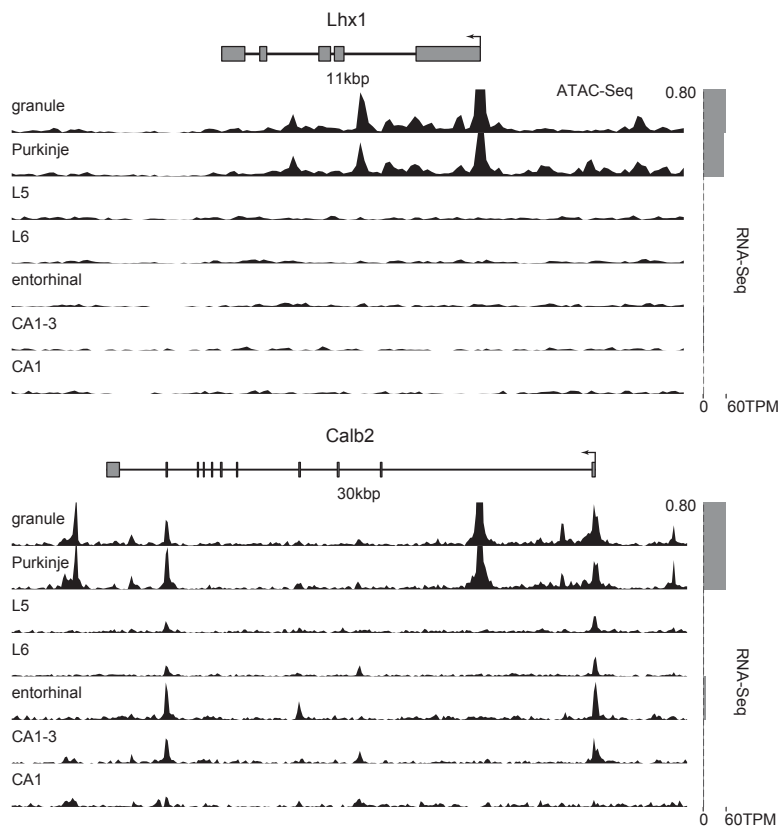 Lhx1
11kbp
ATAC-Seq
0.80
granule
Purkinje
L5
L6
entorhinal
CA1-3
CA1
RNA-Seq
0
60TPM
Calb2
30kbp
0.80
granule
Purkinje
L5
L6
entorhinal
CA1-3
CA1
RNA-Seq
0
60TPM